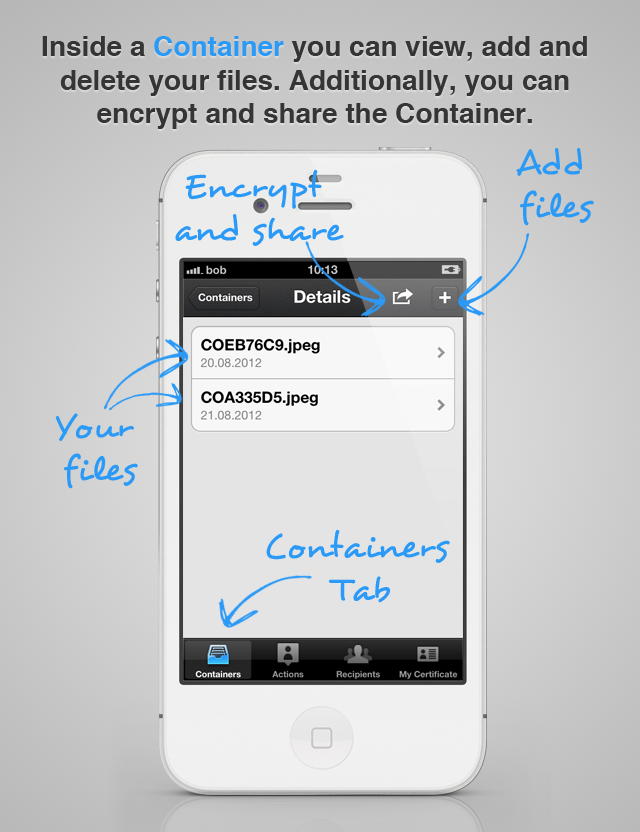 Inside a Container you can view, add and
delete your files. Additionally, you can
encrypt and share the Container.
Add
files
Encrypt
and share
bob
10:13
Containers
Details
+
COEB76C9.jpeg
20.08.2012
COA335D5.jpeg
21.08.2012
Your
files
Containers
Tab
Containers
Actions
Recipients
My Certificate